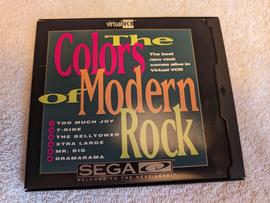 virtual VCR
The
Colors
The best
new rock
comes alive in
Virtual VCR
of Modern
Rock
TOO MUCH JOY
T-RIDE
THE BELLTOWER
XTRA LARGE
MR. BIG
DRAMARAMA
SEGA CD
WELCOME TO THE NEXT LEVEL